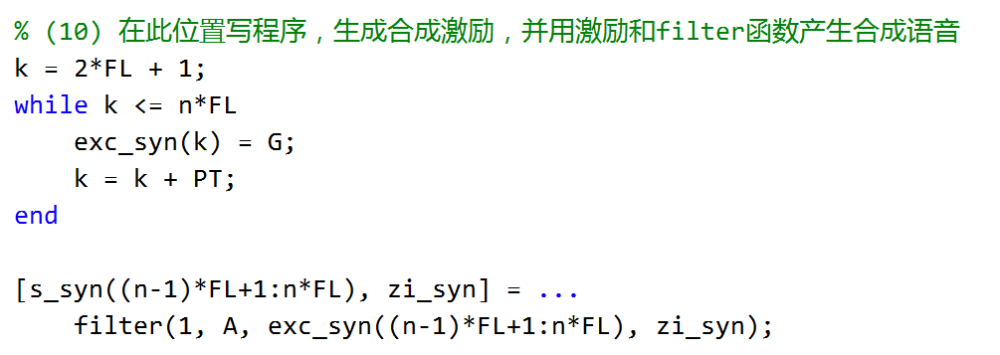 % (10) 在此位置写程序，生成合成激励，并用激励和filter函数产生合成语音
k = 2*FL + 1;
while k <= n*FL
    exc_syn(k) = G;
    k = k + PT;
end

[s_syn((n-1)*FL+1:n*FL), zi_syn] = ...
    filter(1, A, exc_syn((n-1)*FL+1:n*FL), zi_syn);